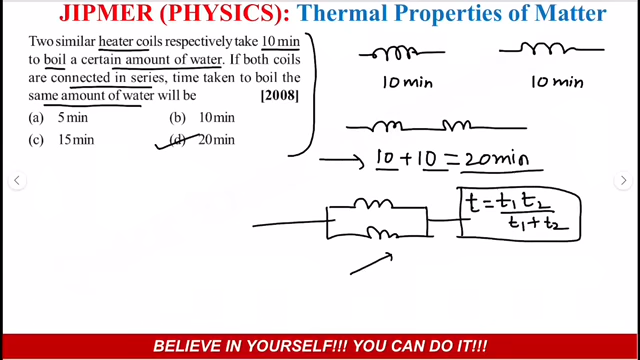 JIPMER (PHYSICS): Thermal Properties of Matter
Two similar heater coils respectively take 10 min
to boil a certain amount of water. If both coils
are connected in series, time taken to boil the
same amount of water will be [2008]
(a) 5 min (b) 10 min
(c) 15 min (d) 20 min
10 min 10 min
10 + 10 = 20 min
t = t₁ t₂
t₁ + t₂
BELIEVE IN YOURSELF!!! YOU CAN DO IT!!!